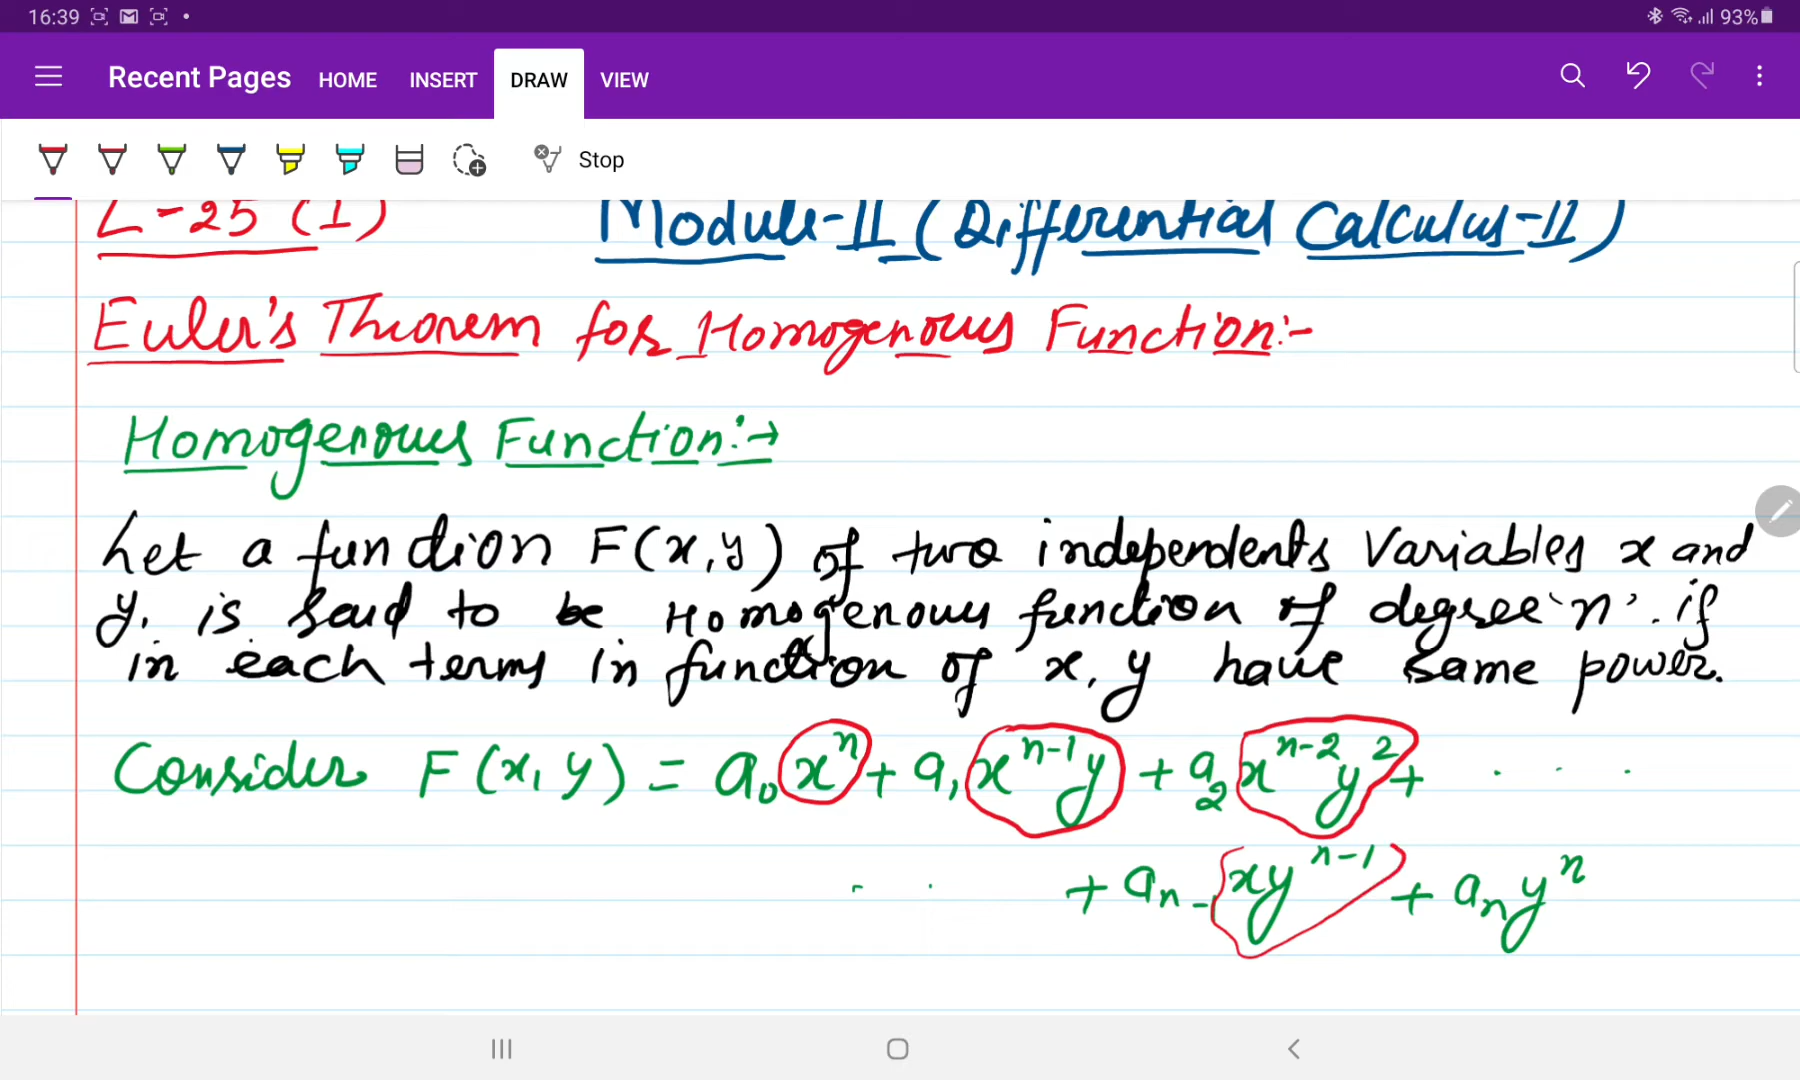 16:39 93%
Recent Pages HOME INSERT DRAW VIEW
Stop
L-25 (I) Module-II (Differential Calculus-II)
Euler's Theorem for Homogenous Function:-
Homogenous Function:→
Let a function F(x,y) of two independents Variables x and
y. is said to be Homogenous function of degree 'n'. if
in each terms in function of x, y have same power.
Consider F(x, y) = a₀xⁿ + a₁xⁿ⁻¹y + a₂xⁿ⁻²y² + . . .
. . + aₙ₋₁xyⁿ⁻¹ + aₙyⁿ